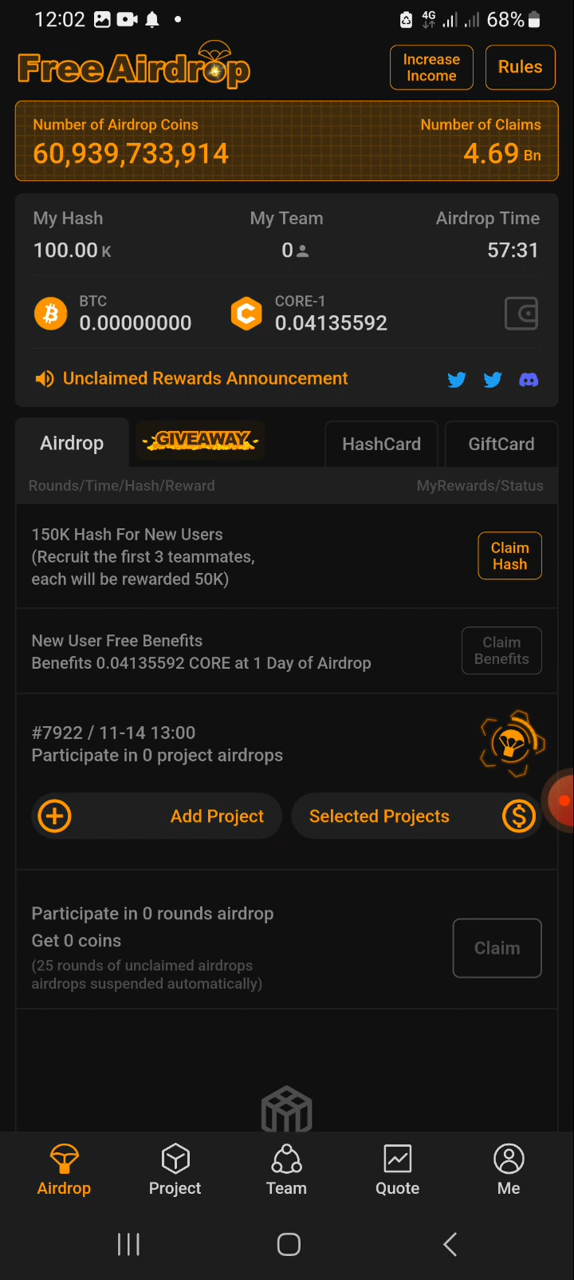 12:02 4G 68%
Free Airdrop
Increase
Income
Rules
Number of Airdrop Coins Number of Claims
60,939,733,914 4.69 Bn
My Hash My Team Airdrop Time
100.00 K 0 57:31
BTC CORE-1
0.00000000 0.04135592
Unclaimed Rewards Announcement
Airdrop GIVEAWAY HashCard GiftCard
Rounds/Time/Hash/Reward MyRewards/Status
150K Hash For New Users
(Recruit the first 3 teammates,
each will be rewarded 50K)
Claim
Hash
New User Free Benefits
Benefits 0.04135592 CORE at 1 Day of Airdrop
Claim
Benefits
#7922 / 11-14 13:00
Participate in 0 project airdrops
Add Project Selected Projects
Participate in 0 rounds airdrop
Get 0 coins
(25 rounds of unclaimed airdrops
airdrops suspended automatically)
Claim
Airdrop Project Team Quote Me